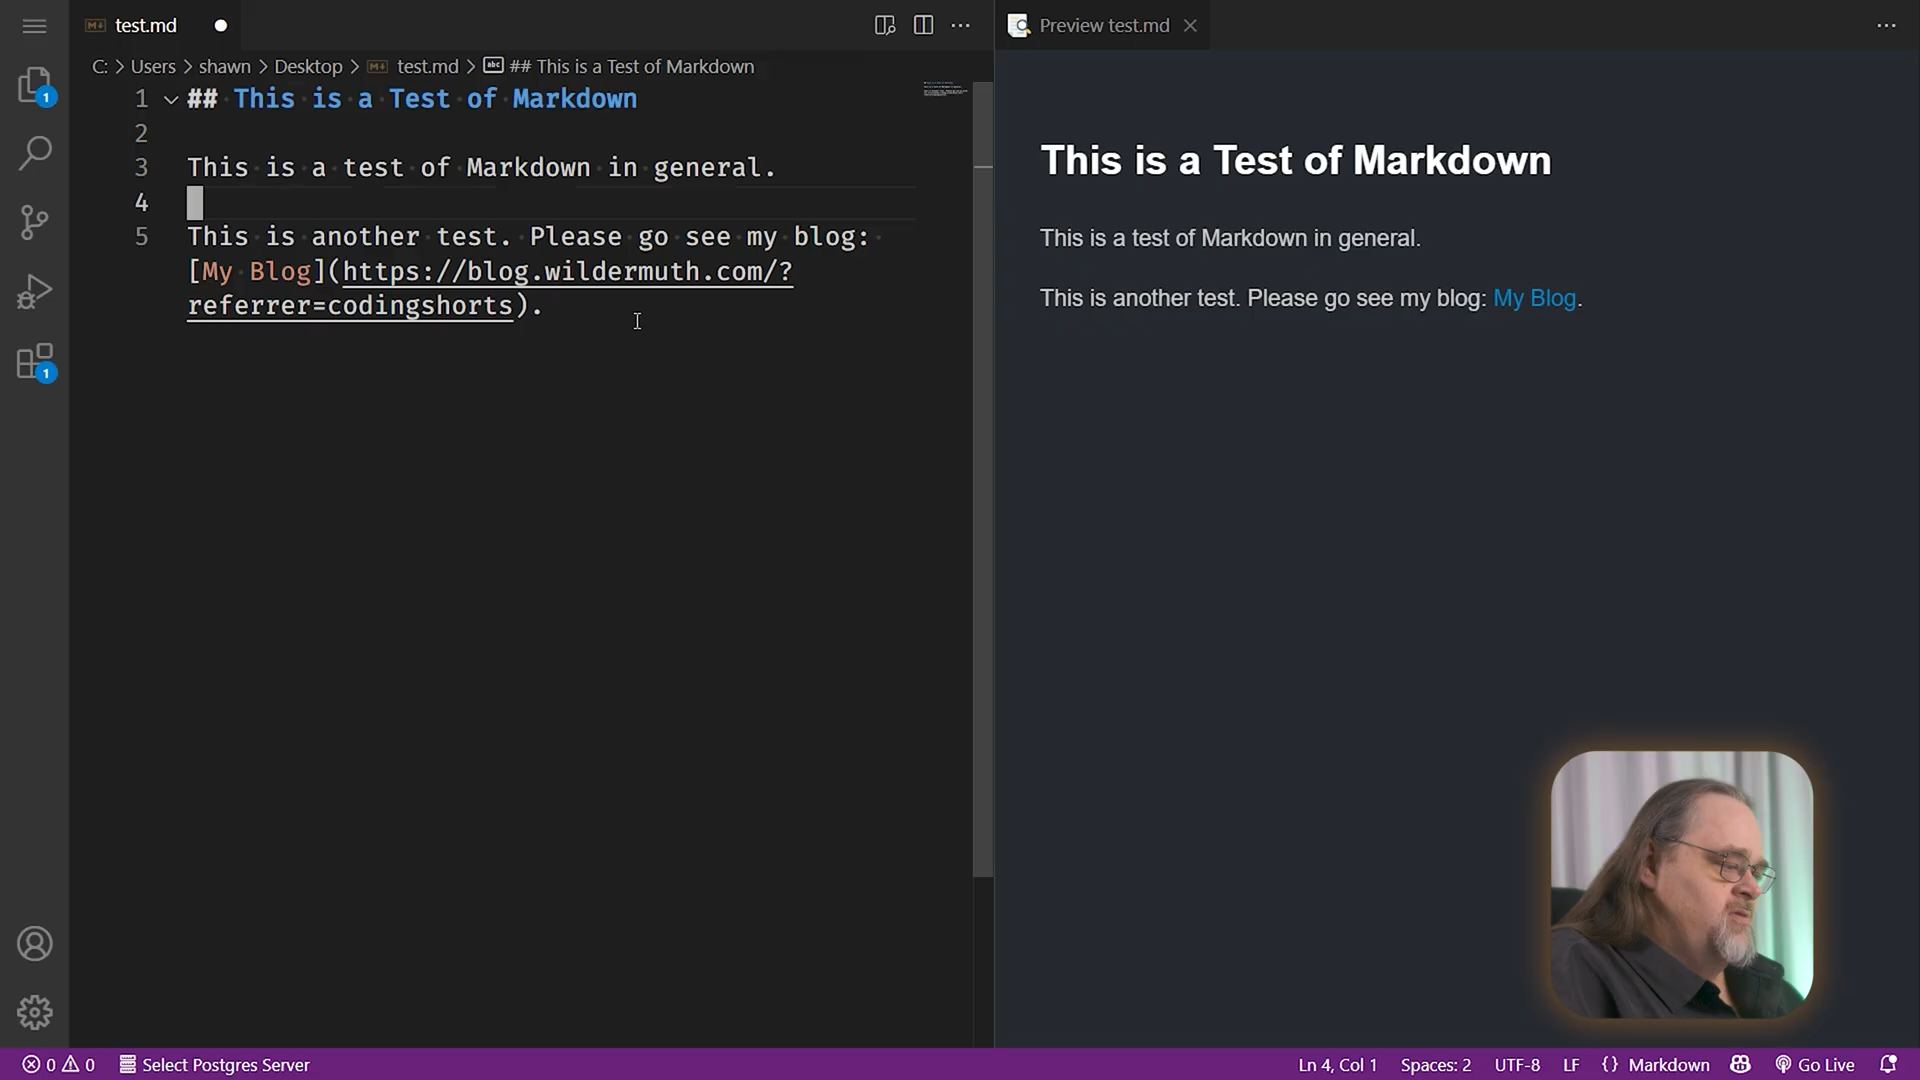 test.md
C: > Users > shawn > Desktop > test.md > ## This is a Test of Markdown
1 ## This is a Test of Markdown
2
3 This is a test of Markdown in general.
4
5 This is another test. Please go see my blog:
[My Blog](https://blog.wildermuth.com/?
referrer=codingshorts).
Preview test.md
This is a Test of Markdown
This is a test of Markdown in general.
This is another test. Please go see my blog: My Blog.
1
1
0 0 Select Postgres Server
Ln 4, Col 1 Spaces: 2 UTF-8 LF {} Markdown Go Live